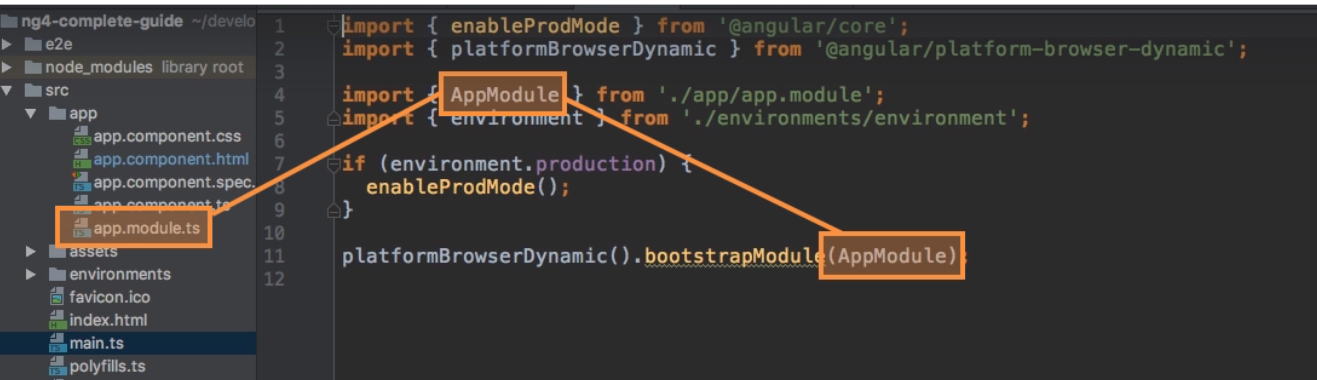 ng4-complete-guide ~/develo
e2e
node_modules library root
src
app
app.component.css
app.component.html
app.component.spec.
app.component.ts
app.module.ts
assets
environments
favicon.ico
index.html
main.ts
polyfills.ts
1 import { enableProdMode } from '@angular/core';
2 import { platformBrowserDynamic } from '@angular/platform-browser-dynamic';
3
4 import { AppModule } from './app/app.module';
5 import { environment } from './environments/environment';
6
7 if (environment.production) {
8 enableProdMode();
9 }
10
11 platformBrowserDynamic().bootstrapModule(AppModule);
12